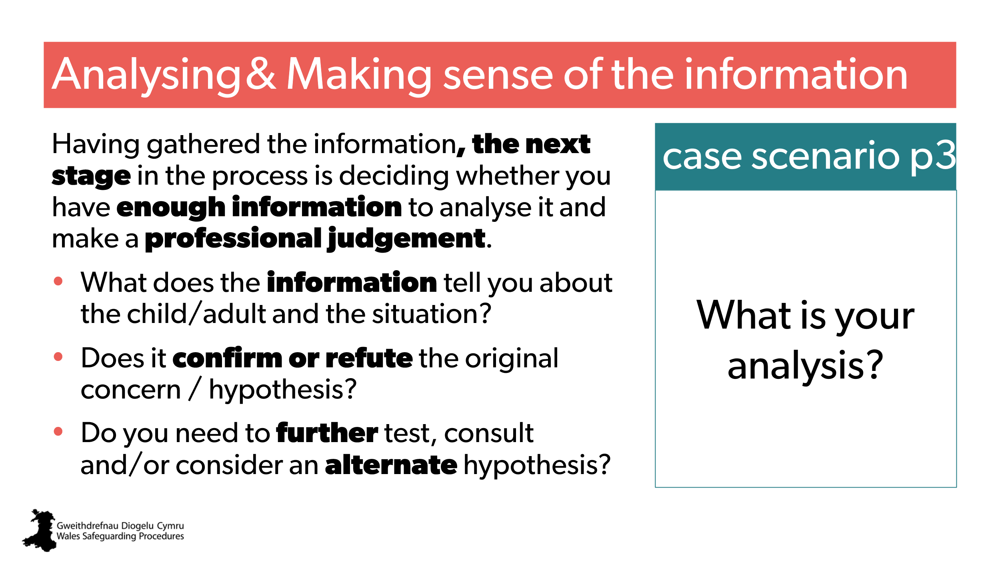 Analysing & Making sense of the information
Having gathered the information, the next
stage in the process is deciding whether you
have enough information to analyse it and
make a professional judgement.
• What does the information tell you about
the child/adult and the situation?
• Does it confirm or refute the original
concern / hypothesis?
• Do you need to further test, consult
and/or consider an alternate hypothesis?
case scenario p3
What is your
analysis?
Gweithdrefnau Diogelu Cymru
Wales Safeguarding Procedures